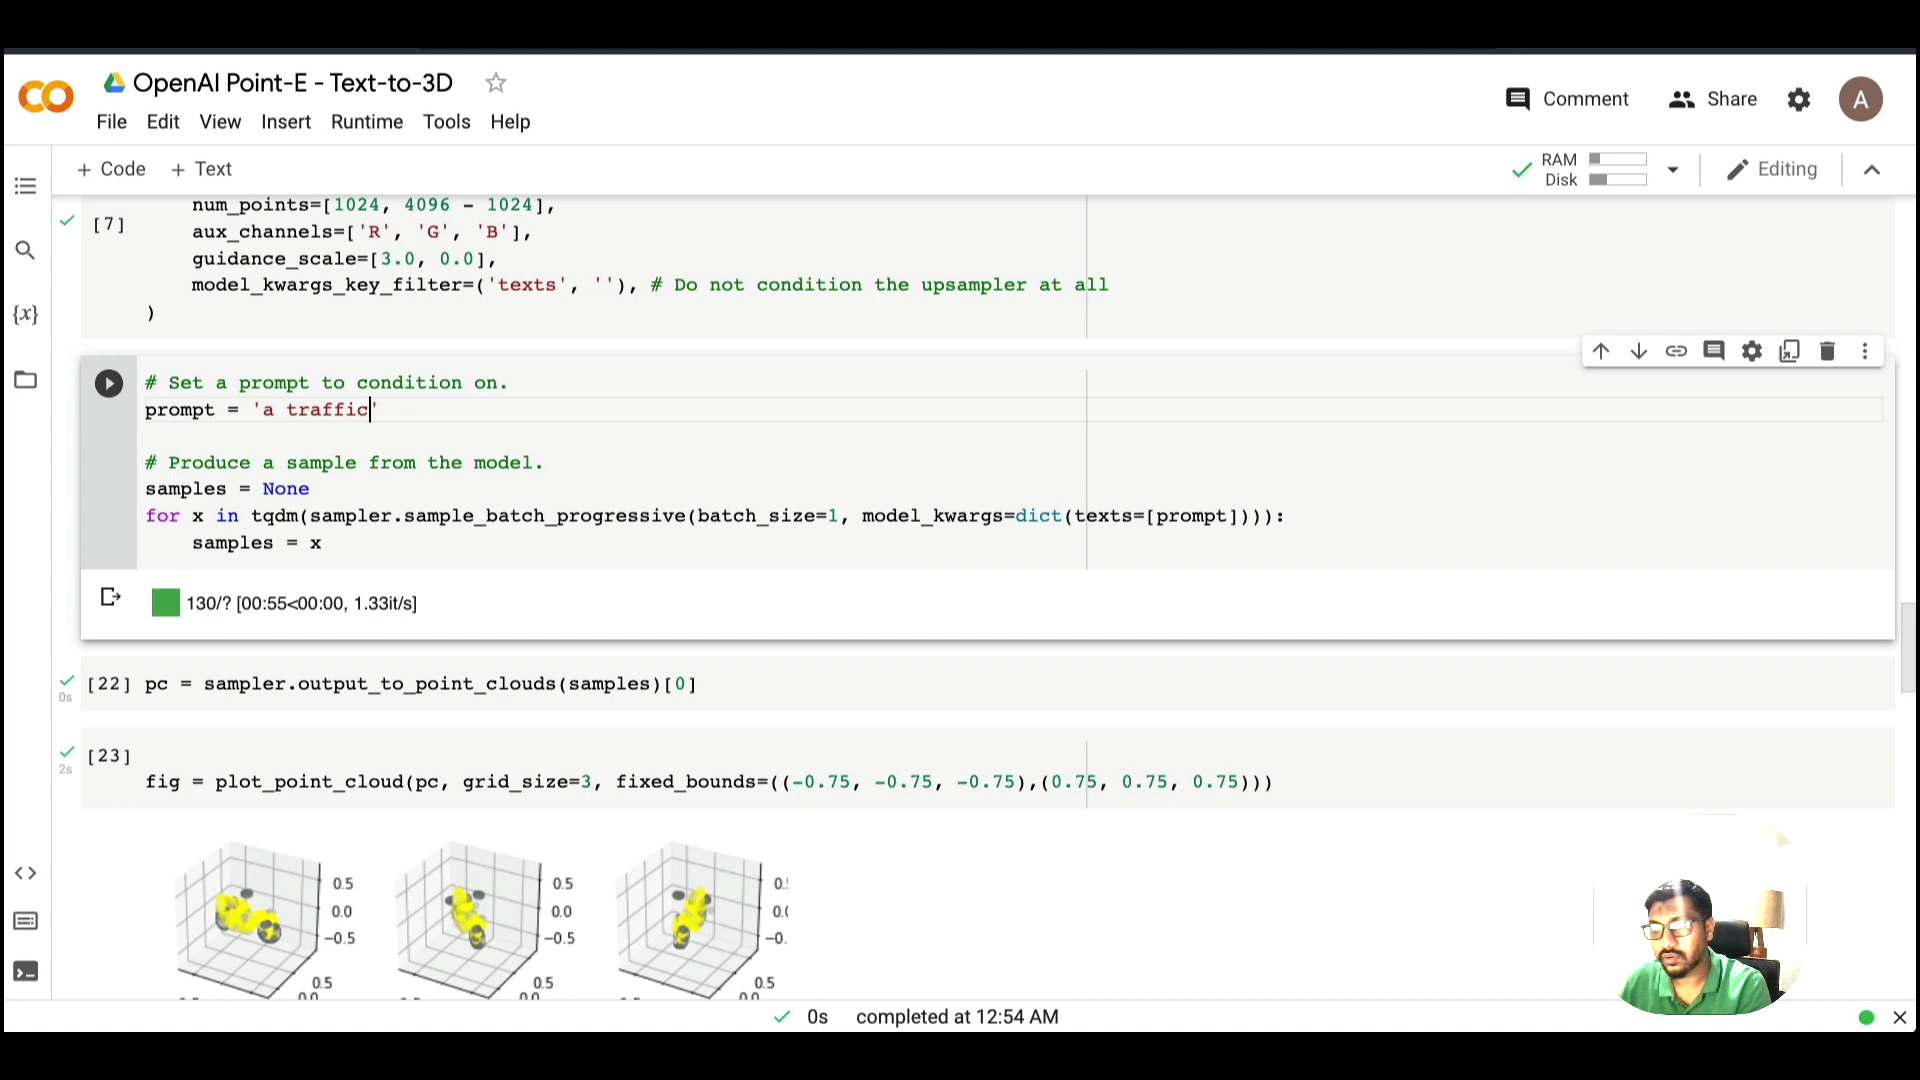 OpenAI Point-E - Text-to-3D
Comment
Share
A
File Edit View Insert Runtime Tools Help
+ Code + Text
RAM
Disk
Editing
[7]
num_points=[1024, 4096 - 1024],
aux_channels=['R', 'G', 'B'],
guidance_scale=[3.0, 0.0],
model_kwargs_key_filter=('texts', ''), # Do not condition the upsampler at all
)
{x}
# Set a prompt to condition on.
prompt = 'a traffic'
# Produce a sample from the model.
samples = None
for x in tqdm(sampler.sample_batch_progressive(batch_size=1, model_kwargs=dict(texts=[prompt]))):
samples = x
130/? [00:55<00:00, 1.33it/s]
[22] pc = sampler.output_to_point_clouds(samples)[0]
0s
[23]
2s
fig = plot_point_cloud(pc, grid_size=3, fixed_bounds=((-0.75, -0.75, -0.75),(0.75, 0.75, 0.75)))
0.5 0.5
0.0 0.0
−0.5 −0.5
0.5 0.5 0.5
0s completed at 12:54 AM